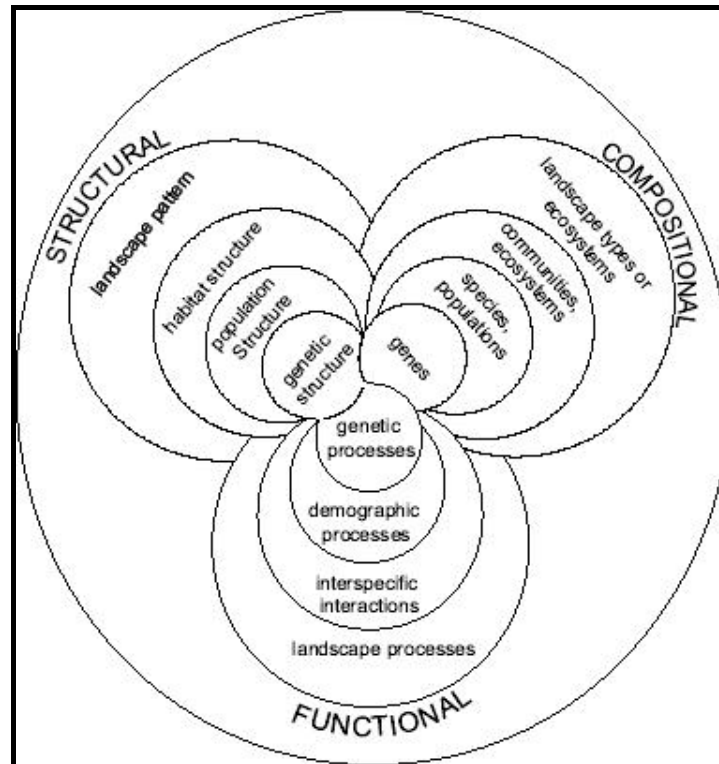 STRUCTURAL
landscape pattern
habitat structure
population
Structure
genetic
structure
COMPOSITIONAL
landscape types or
ecosystems
communities,
ecosystems
species,
populations
genes
genetic
processes
demographic
processes
interspecific
interactions
landscape processes
FUNCTIONAL